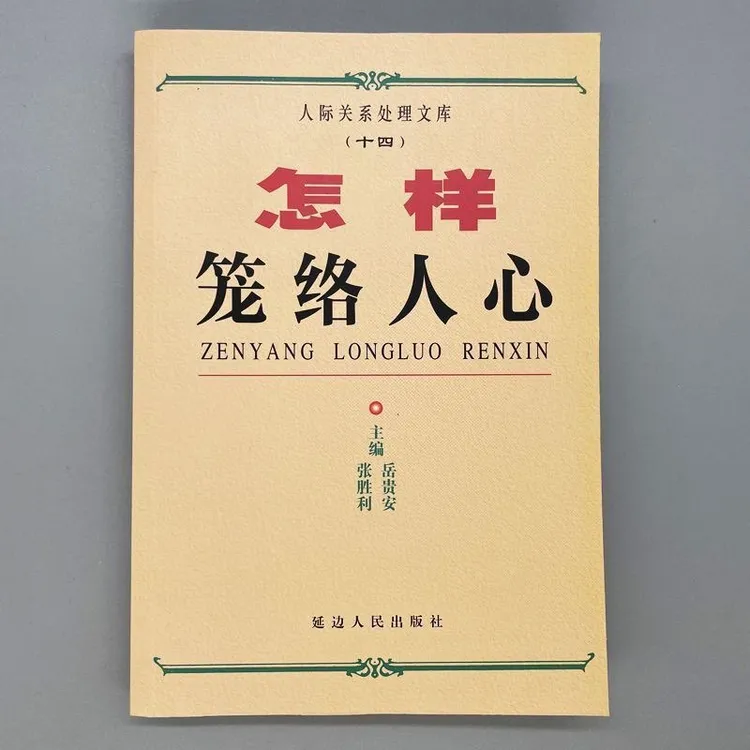 人际关系处理文库
(十四)
怎样
笼络人心
ZENYANG LONGLUO RENXIN
主编
岳贵安
张胜利
延边人民出版社